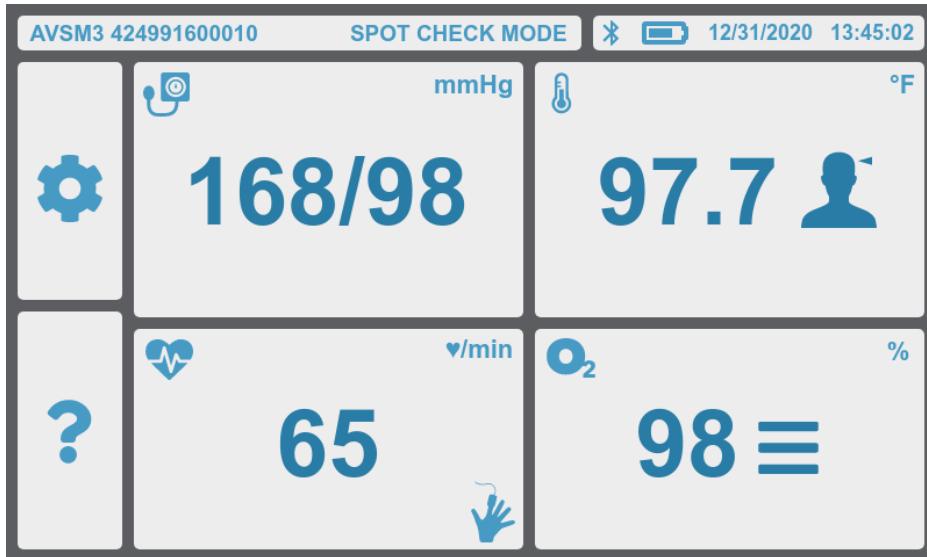 AVSM3 424991600010 SPOT CHECK MODE 12/31/2020 13:45:02
mmHg
168/98
°F
97.7
♥/min
65
O2
%
98
?